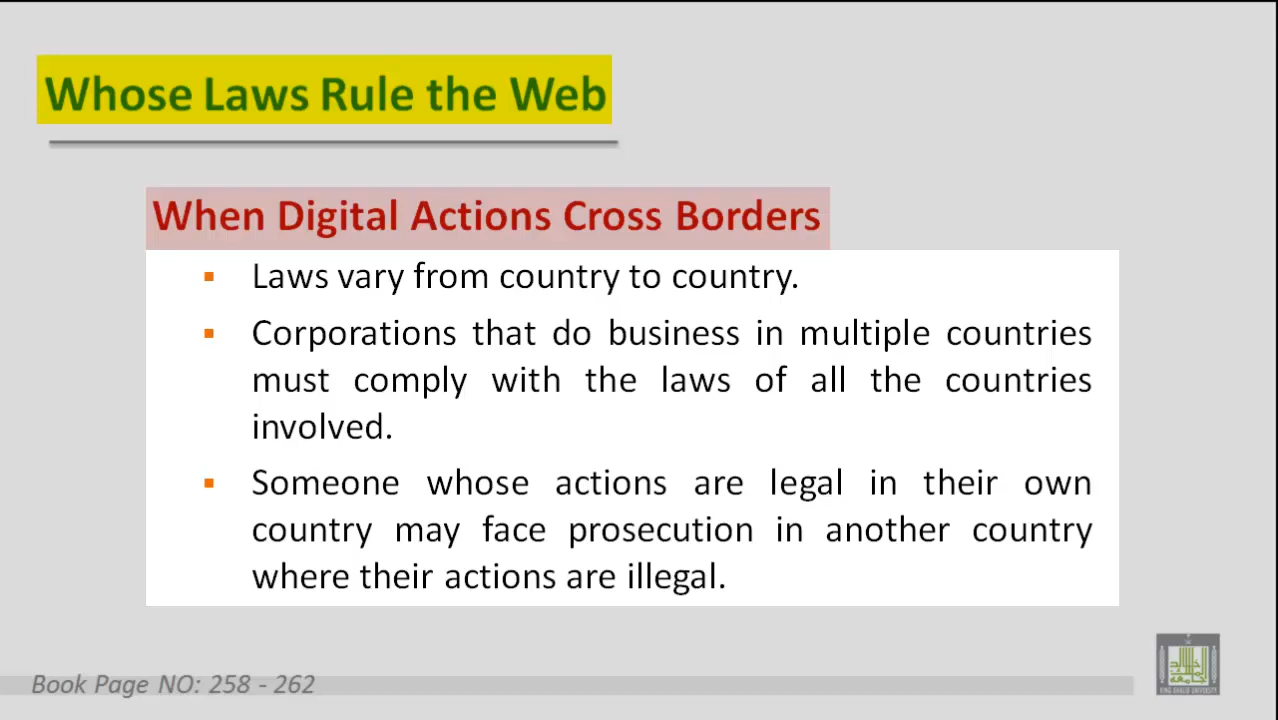 Whose Laws Rule the Web
When Digital Actions Cross Borders
▪ Laws vary from country to country.
▪ Corporations that do business in multiple countries
must comply with the laws of all the countries
involved.
▪ Someone whose actions are legal in their own
country may face prosecution in another country
where their actions are illegal.
Book Page NO: 258 - 262
KING KHALID UNIVERSITY